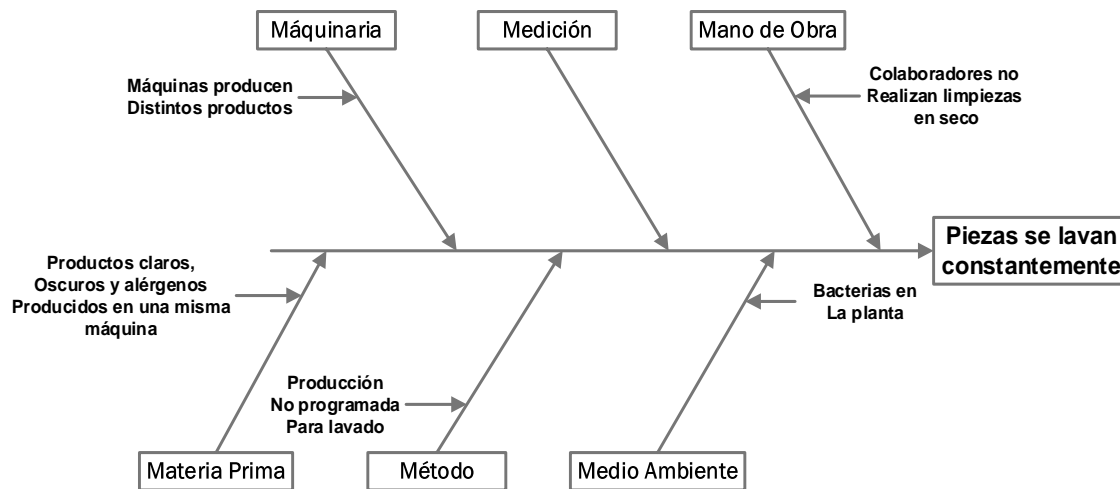 Máquinaria
Medición
Mano de Obra
Máquinas producen
Distintos productos
Colaboradores no
Realizan limpiezas
en seco
Piezas se lavan
constantemente
Productos claros,
Oscuros y alérgenos
Producidos en una misma
máquina
Bacterias en
La planta
Producción
No programada
Para lavado
Materia Prima
Método
Medio Ambiente